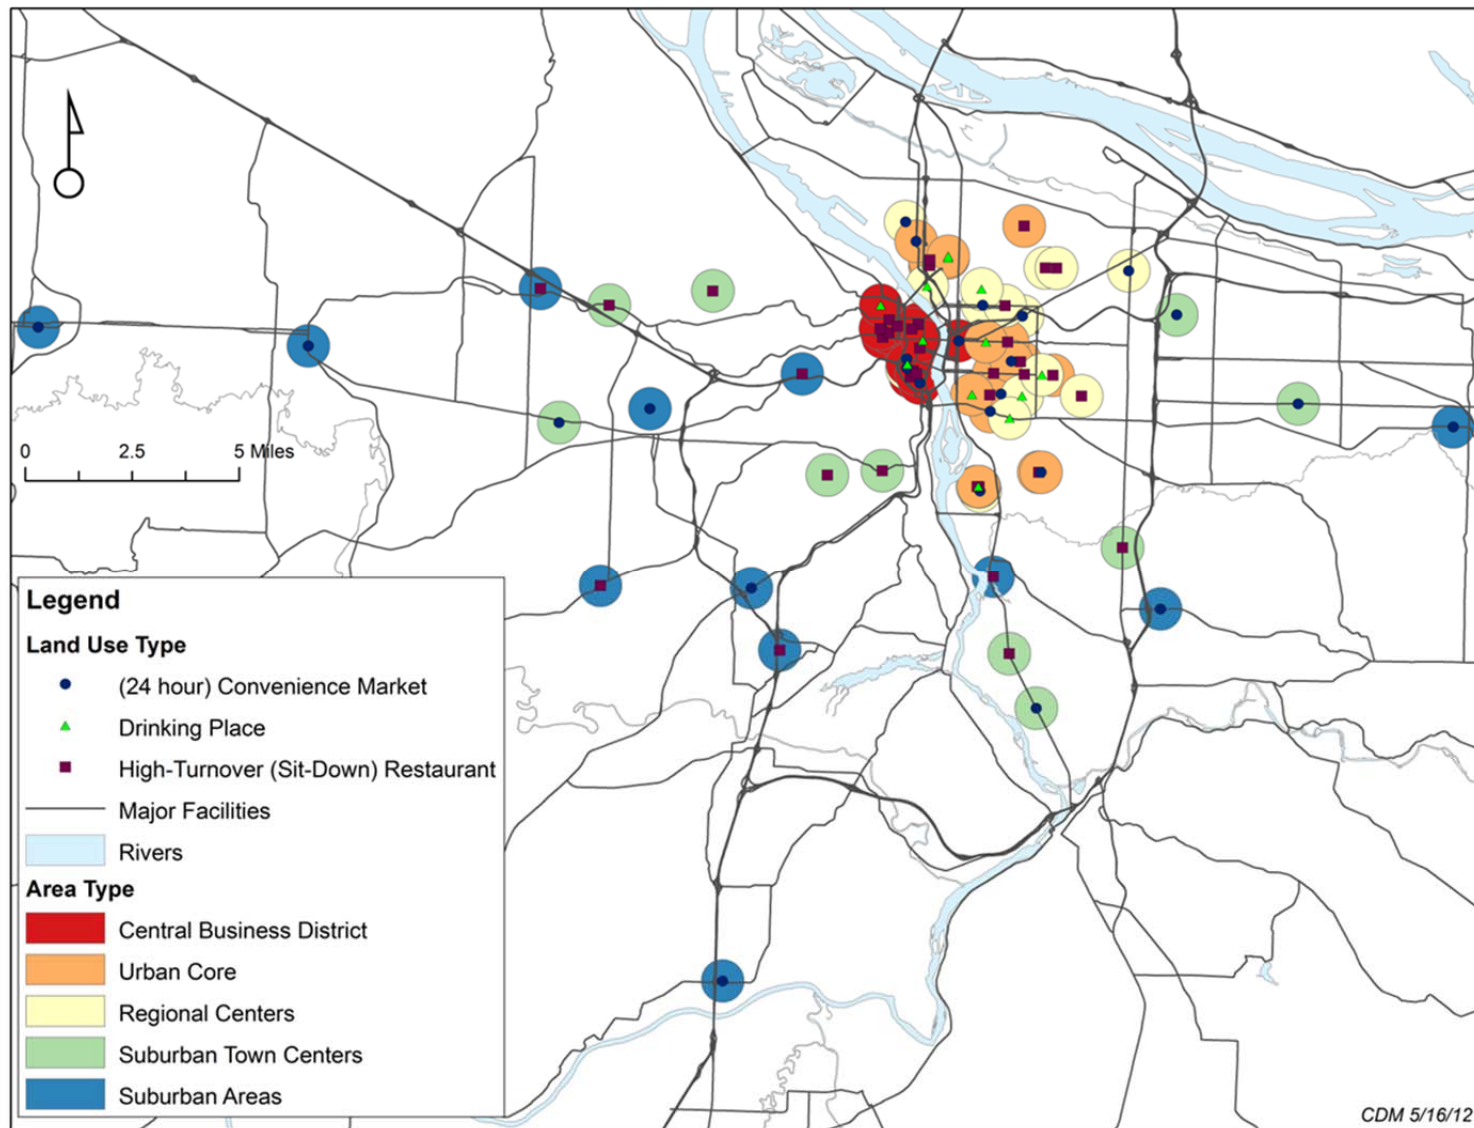 0 2.5 5 Miles
Legend
Land Use Type
(24 hour) Convenience Market
Drinking Place
High-Turnover (Sit-Down) Restaurant
Major Facilities
Rivers
Area Type
Central Business District
Urban Core
Regional Centers
Suburban Town Centers
Suburban Areas
CDM 5/16/12